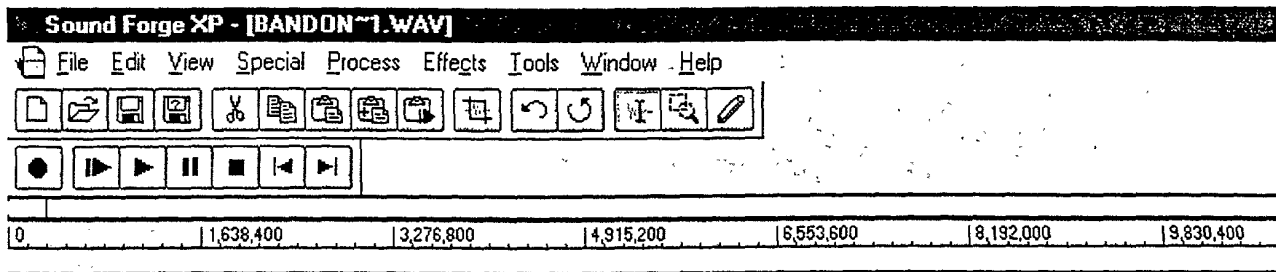 Sound Forge XP - [BANDON~1.WAV]
File Edit View Special Process Effects Tools Window Help
0 1,638,400 3,276,800 4,915,200 6,553,600 8,192,000 9,830,400